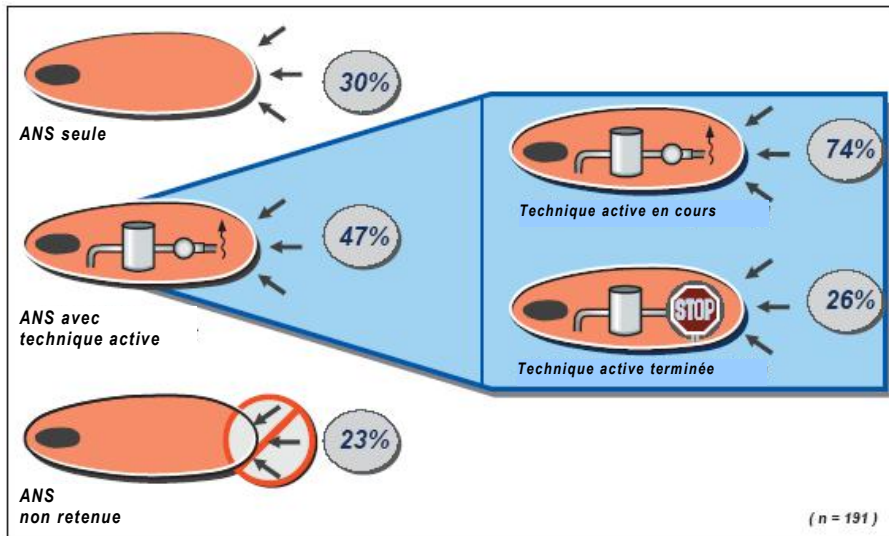 30%
ANS seule
47%
ANS avec
technique active
23%
ANS
non retenue
74%
Technique active en cours
STOP
26%
Technique active terminée
( n = 191 )